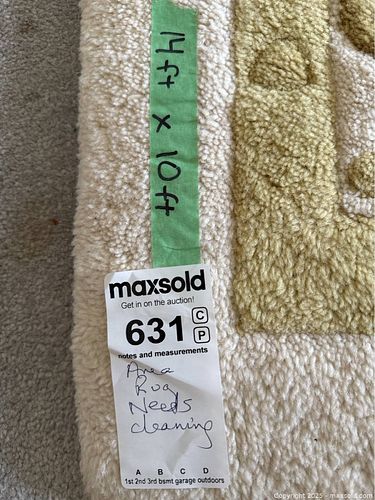 14 ft x 10 ft
maxsold
Get in on the auction!
631 C
P
notes and measurements
Area
Rug
Needs
cleaning
A B C D
1st 2nd 3rd bsmt garage outdoors
Copyright 2025 - maxsold.com